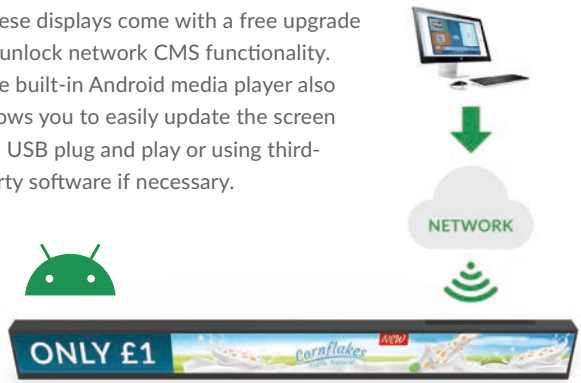 ese displays come with a free upgrade
unlock network CMS functionality.
e built-in Android media player also
ows you to easily update the screen
USB plug and play or using third-
rty software if necessary.
NETWORK
ONLY £1
Cornflakes
100% Natural
NEW